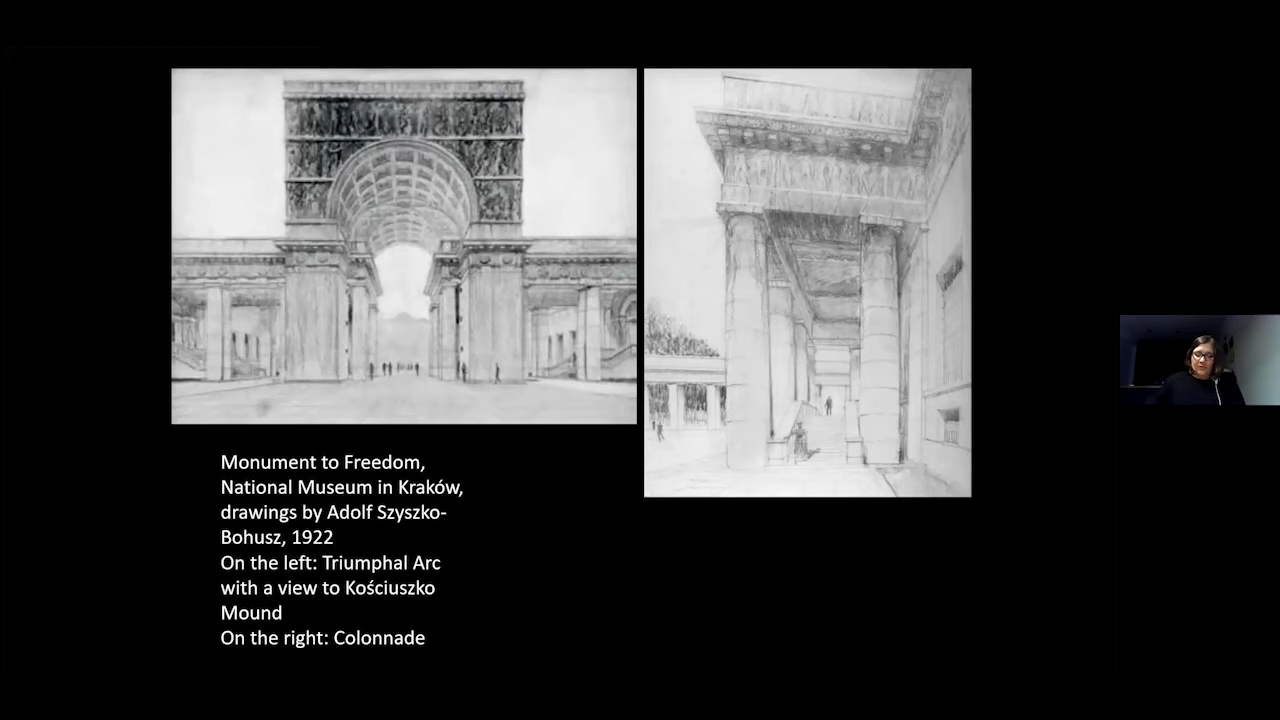 Monument to Freedom,
National Museum in Kraków,
drawings by Adolf Szyszko-
Bohusz, 1922
On the left: Triumphal Arc
with a view to Kościuszko
Mound
On the right: Colonnade